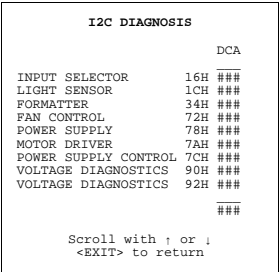 I2C DIAGNOSIS
DCA
INPUT SELECTOR 16H ###
LIGHT SENSOR 1CH ###
FORMATTER 34H ###
FAN CONTROL 72H ###
POWER SUPPLY 78H ###
MOTOR DRIVER 7AH ###
POWER SUPPLY CONTROL 7CH ###
VOLTAGE DIAGNOSTICS 90H ###
VOLTAGE DIAGNOSTICS 92H ###
###
Scroll with ↑ or ↓
<EXIT> to return